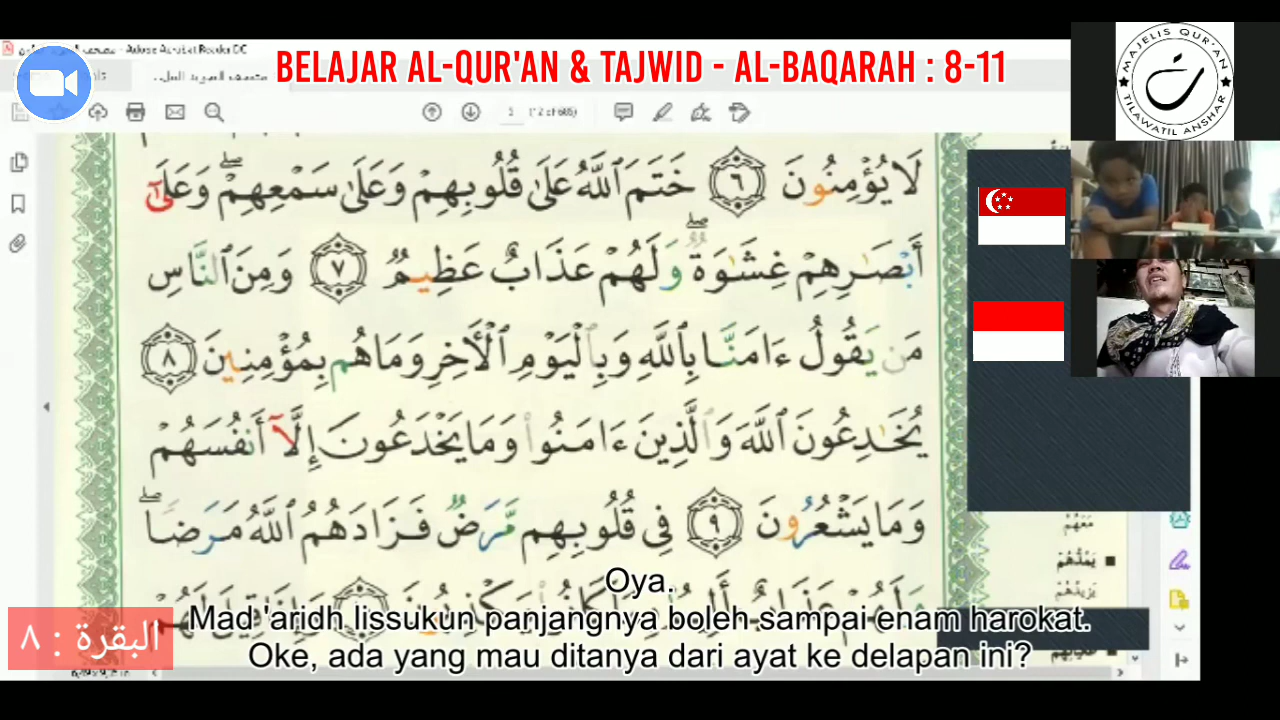 BELAJAR AL-QUR'AN & TAJWID - AL-BAQARAH : 8-11
MAJELIS QUR'AN
TILAWATIL ANSHAR
لَا يُؤْمِنُونَ ٦ خَتَمَ ٱللَّهُ عَلَىٰ قُلُوبِهِمْ وَعَلَىٰ سَمْعِهِمْ ۖ وَعَلَىٰٓ
أَبْصَٰرِهِمْ غِشَٰوَةٌ ۖ وَلَهُمْ عَذَابٌ عَظِيمٌ ٧ وَمِنَ ٱلنَّاسِ
مَن يَقُولُ ءَامَنَّا بِٱللَّهِ وَبِٱلْيَوْمِ ٱلْأَخِرِ وَمَا هُم بِمُؤْمِنِينَ ٨
يُخَٰدِعُونَ ٱللَّهَ وَٱلَّذِينَ ءَامَنُوا۟ وَمَا يَخْدَعُونَ إِلَّآ أَنفُسَهُمْ
وَمَا يَشْعُرُونَ ٩ فِى قُلُوبِهِم مَّرَضٌ فَزَادَهُمُ ٱللَّهُ مَرَضًا ۖ
Oya.
Mad 'aridh lissukun panjangnya boleh sampai enam harokat.
Oke, ada yang mau ditanya dari ayat ke delapan ini?
البقرة : ٨